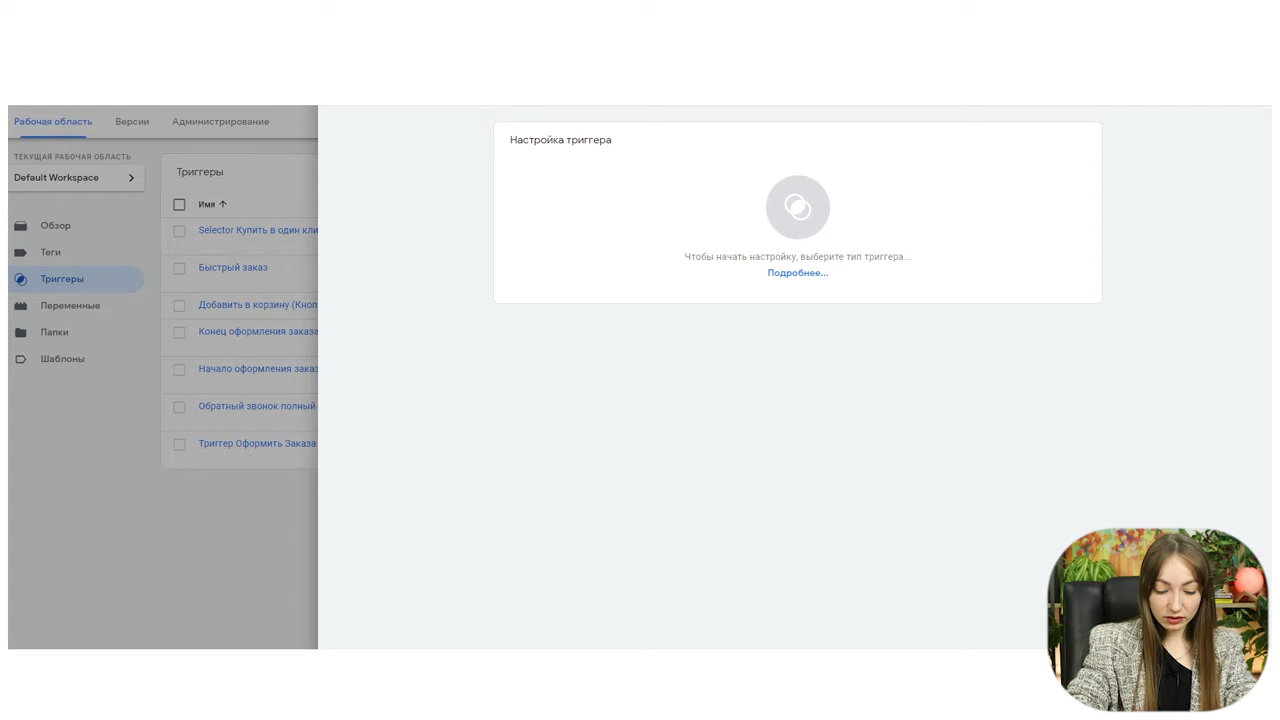 Рабочая область Версии Администрирование
ТЕКУЩАЯ РАБОЧАЯ ОБЛАСТЬ
Default Workspace
Обзор
Теги
Триггеры
Переменные
Папки
Шаблоны
Триггеры
Имя
Selector Купить в один кли
Быстрый заказ
Добавить в корзину (Кноп
Конец оформления заказа
Начало оформления заказ
Обратный звонок полный
Триггер Оформить Заказа
Настройка триггера
Чтобы начать настройку, выберите тип триггера...
Подробнее...